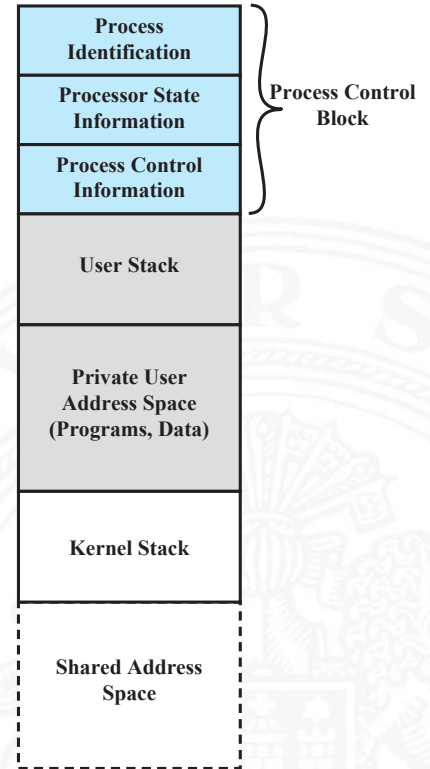 Process
Identification
Processor State
Information
Process Control
Information
Process Control
Block
User Stack
Private User
Address Space
(Programs, Data)
Kernel Stack
Shared Address
Space